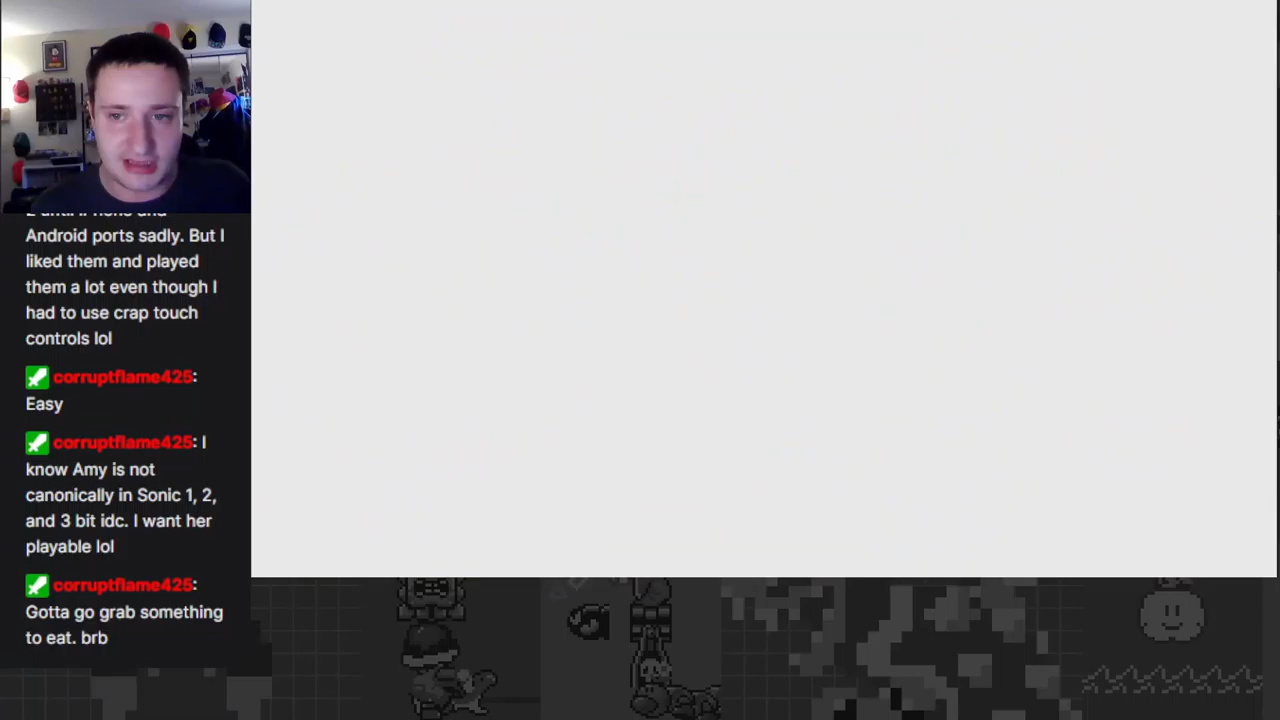 Android ports sadly. But I
liked them and played
them a lot even though I
had to use crap touch
controls lol
corruptflame425:
Easy
corruptflame425: I
know Amy is not
canonically in Sonic 1, 2,
and 3 bit idc. I want her
playable lol
corruptflame425:
Gotta go grab something
to eat. brb